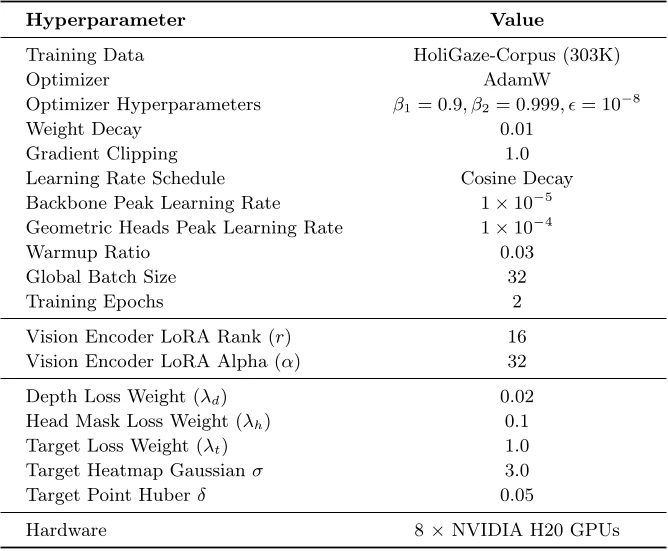 Hyperparameter Value
Training Data HoliGaze-Corpus (303K)
Optimizer AdamW
Optimizer Hyperparameters β₁ = 0.9, β₂ = 0.999, ϵ = 10⁻⁸
Weight Decay 0.01
Gradient Clipping 1.0
Learning Rate Schedule Cosine Decay
Backbone Peak Learning Rate 1 × 10⁻⁵
Geometric Heads Peak Learning Rate 1 × 10⁻⁴
Warmup Ratio 0.03
Global Batch Size 32
Training Epochs 2
Vision Encoder LoRA Rank (r) 16
Vision Encoder LoRA Alpha (α) 32
Depth Loss Weight (λ_d) 0.02
Head Mask Loss Weight (λ_h) 0.1
Target Loss Weight (λ_t) 1.0
Target Heatmap Gaussian σ 3.0
Target Point Huber δ 0.05
Hardware 8 × NVIDIA H20 GPUs